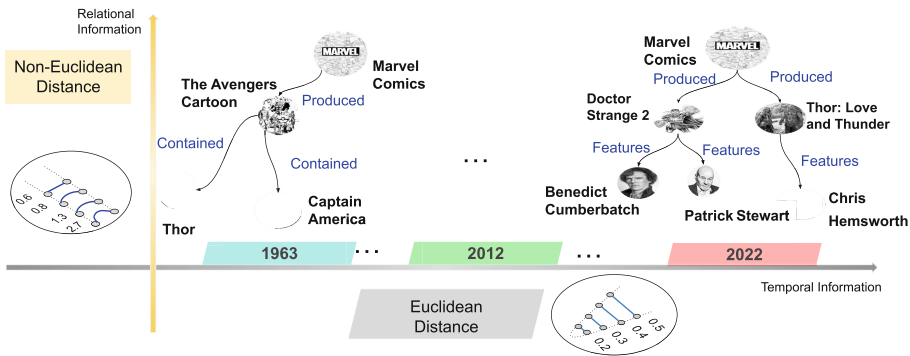 Relational
Information
Non-Euclidean
Distance
MARVEL
Marvel
Comics
The Avengers
Cartoon
Produced
Contained
Contained
Thor
Captain
America
...
Marvel
Comics
MARVEL
Produced
Produced
Doctor
Strange 2
Thor: Love
and Thunder
Features
Features
Features
Benedict
Cumberbatch
Patrick Stewart
Chris
Hemsworth
0.6
0.8
1.3
2.7
1963
...
2012
...
2022
Temporal Information
Euclidean
Distance
0.2
0.3
0.4
0.5